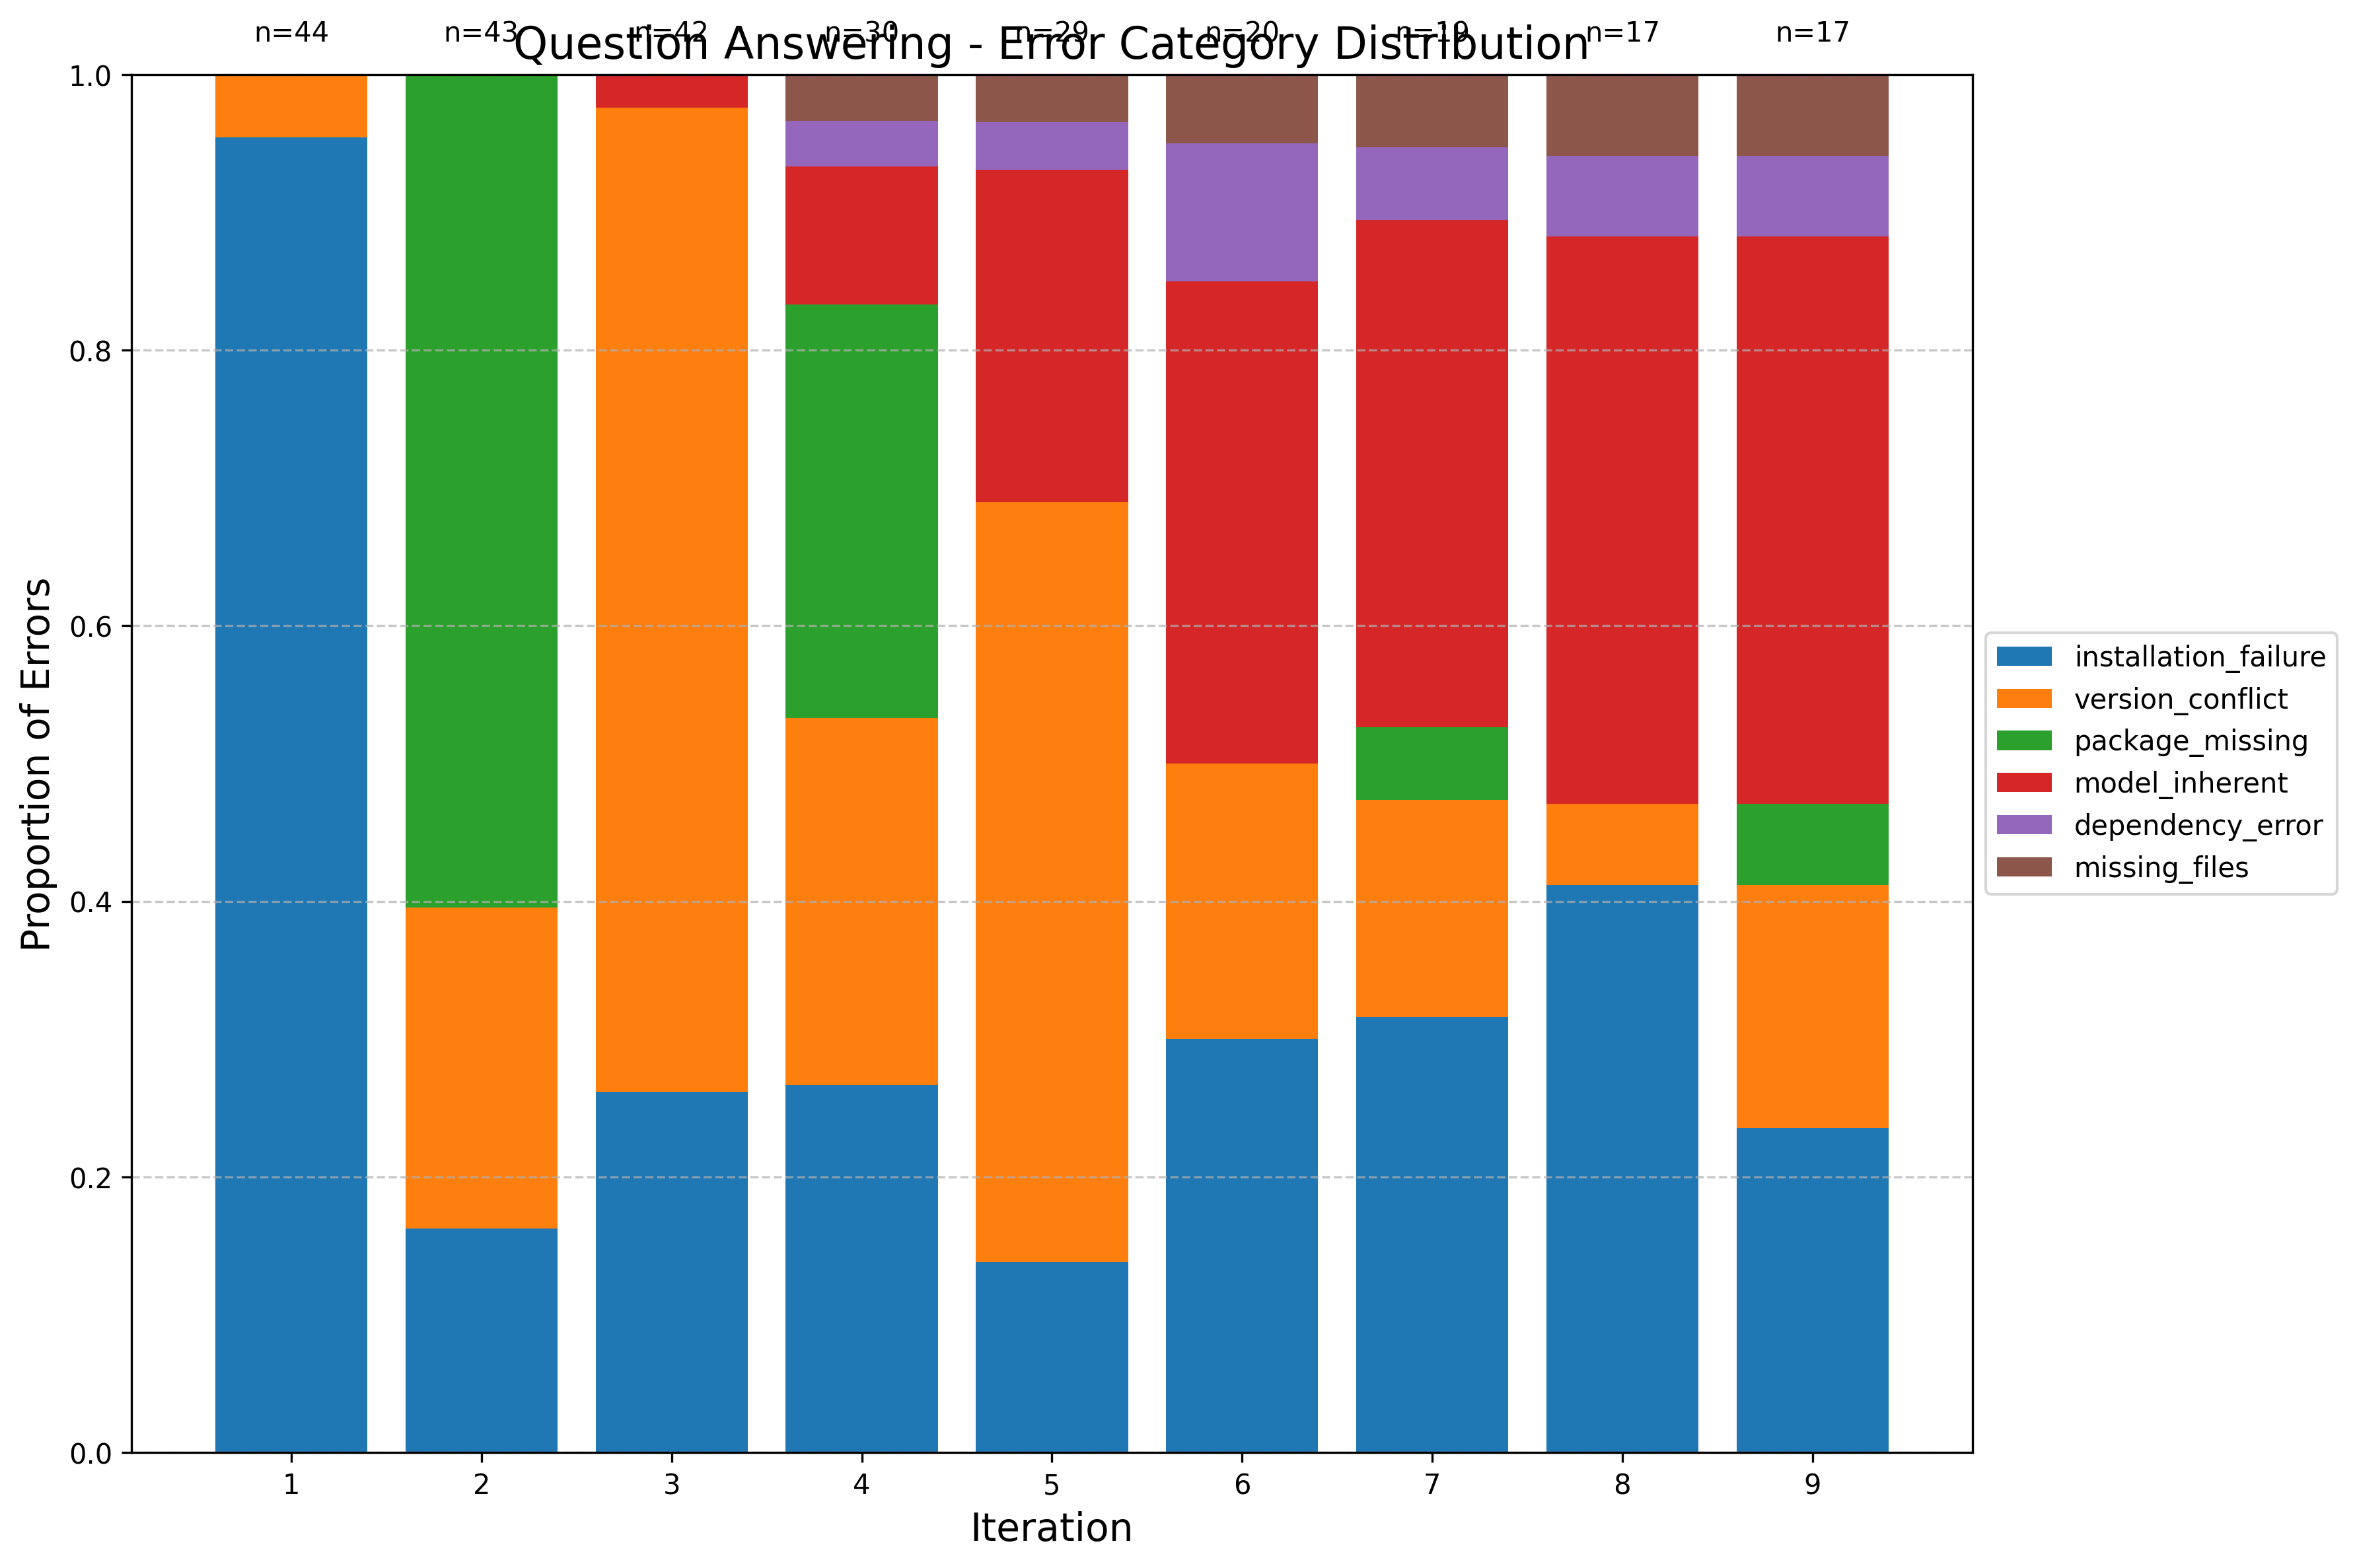 n=44 n=43 n=42 n=30 n=29 n=20 n=19 n=17 n=17
Question Answering - Error Category Distribution
1.0
0.8
0.6
0.4
0.2
0.0
Proportion of Errors
1 2 3 4 5 6 7 8 9
Iteration
installation_failure
version_conflict
package_missing
model_inherent
dependency_error
missing_files